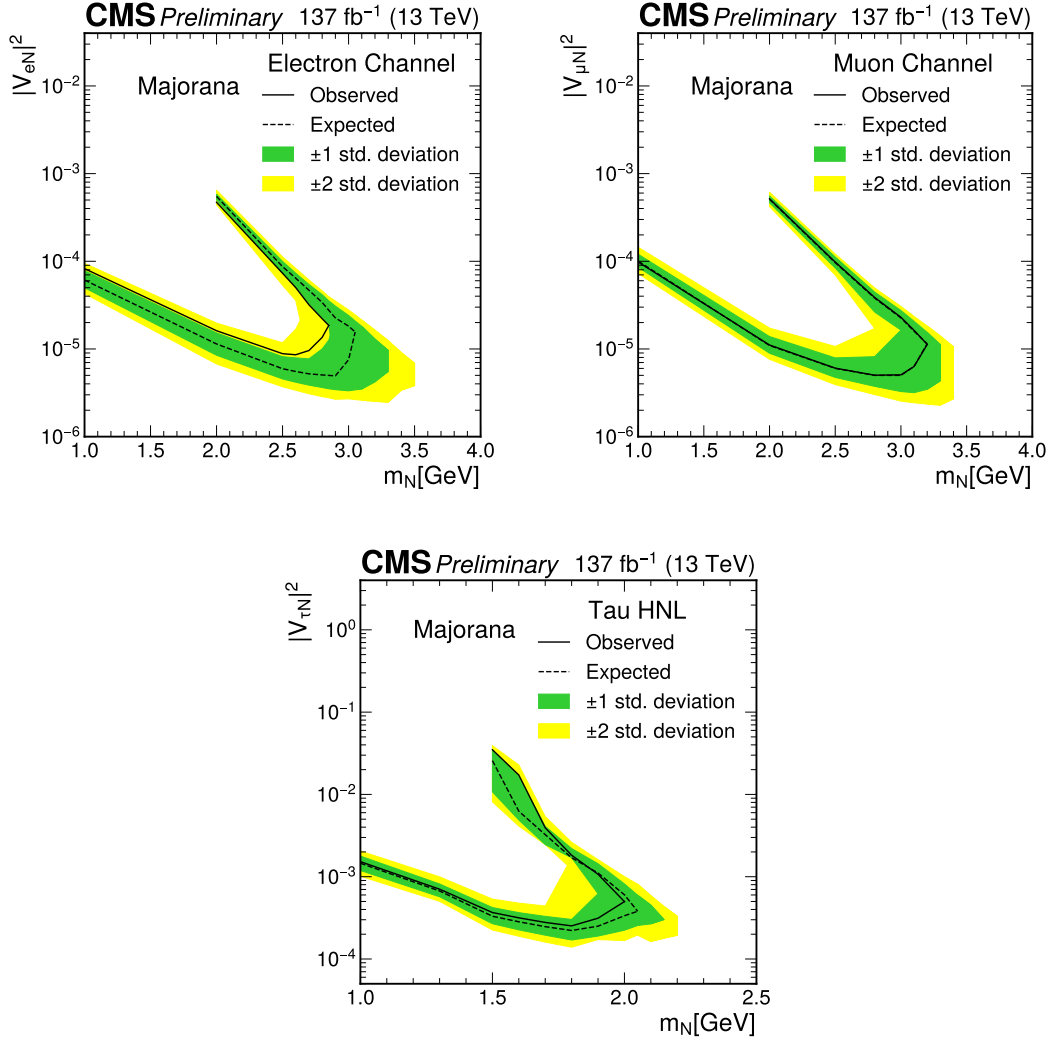 CMS Preliminary 137 fb⁻¹ (13 TeV)
|V_eN|²
Electron Channel
Majorana
Observed
Expected
±1 std. deviation
±2 std. deviation
10⁻²
10⁻³
10⁻⁴
10⁻⁵
10⁻⁶
1.0 1.5 2.0 2.5 3.0 3.5 4.0
m_N[GeV]
CMS Preliminary 137 fb⁻¹ (13 TeV)
|V_μN|²
Muon Channel
Majorana
Observed
Expected
±1 std. deviation
±2 std. deviation
10⁻²
10⁻³
10⁻⁴
10⁻⁵
10⁻⁶
1.0 1.5 2.0 2.5 3.0 3.5 4.0
m_N[GeV]
CMS Preliminary 137 fb⁻¹ (13 TeV)
|V_τN|²
Tau HNL
Majorana
Observed
Expected
±1 std. deviation
±2 std. deviation
10⁰
10⁻¹
10⁻²
10⁻³
10⁻⁴
1.0 1.5 2.0 2.5
m_N[GeV]